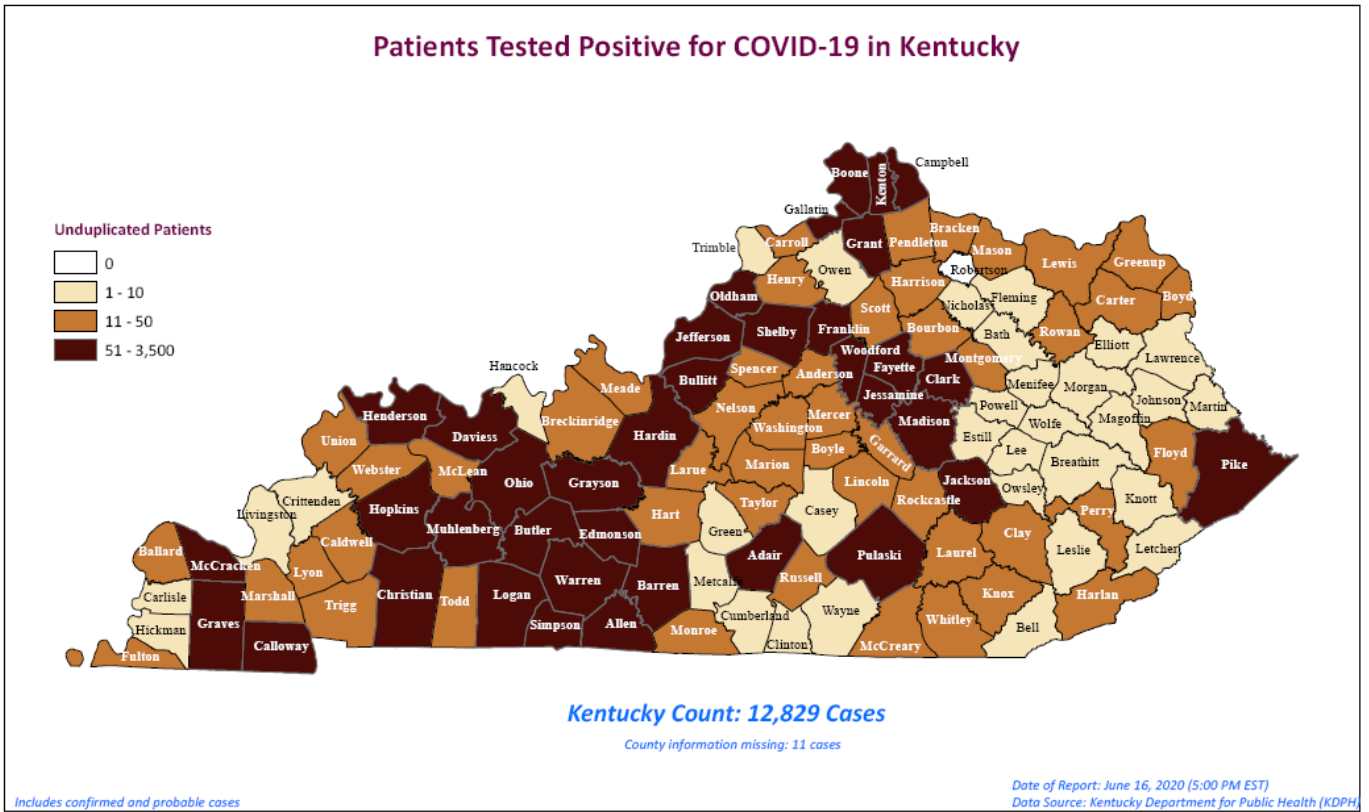 Patients Tested Positive for COVID-19 in Kentucky
Unduplicated Patients
0
1 - 10
11 - 50
51 - 3,500
Campbell
Boone
Kenton
Gallatin
Bracken
Trimble
Carroll
Grant
Pendleton
Mason
Lewis
Greenup
Owen
Robertson
Henry
Harrison
Boyd
Oldham
Nicholas
Fleming
Carter
Scott
Jefferson
Shelby
Franklin
Bourbon
Bath
Rowan
Elliott
Woodford
Lawrence
Hancock
Spencer
Anderson
Fayette
Montgomery
Bullitt
Clark
Meade
Menifee
Morgan
Jessamine
Johnson
Martin
Henderson
Nelson
Powell
Breckinridge
Mercer
Madison
Magoffin
Daviess
Hardin
Washington
Wolfe
Union
Estill
Boyle
Garrard
Lee
Floyd
Pike
Webster
McLean
Larue
Marion
Breathitt
Ohio
Grayson
Lincoln
Jackson
Owsley
Crittenden
Rockcastle
Knott
Livingston
Hopkins
Taylor
Casey
Perry
Hart
Muhlenberg
Butler
Green
Edmonson
Clay
Caldwell
Ballard
Adair
Pulaski
Laurel
Leslie
Letcher
McCracken
Lyon
Warren
Barren
Metcalfe
Russell
Carlisle
Marshall
Christian
Todd
Logan
Knox
Harlan
Trigg
Cumberland
Wayne
Graves
Whitley
Hickman
Simpson
Allen
Monroe
Bell
Calloway
Clinton
McCreary
Fulton
Kentucky Count: 12,829 Cases
County information missing: 11 cases
Includes confirmed and probable cases
Date of Report: June 16, 2020 (5:00 PM EST)
Data Source: Kentucky Department for Public Health (KDPH)